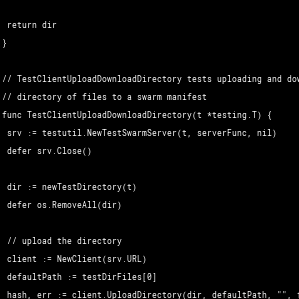 return dir
}
// TestClientUploadDownloadDirectory tests uploading and
// directory of files to a swarm manifest
func TestClientUploadDownloadDirectory(t *testing.T) {
srv := testutil.NewTestSwarmServer(t, serverFunc, nil)
defer srv.Close()
dir := newTestDirectory(t)
defer os.RemoveAll(dir)
// upload the directory
client := NewClient(srv.URL)
defaultPath := testDirFiles[0]
hash, err := client.UploadDirectory(dir, defaultPath, "",